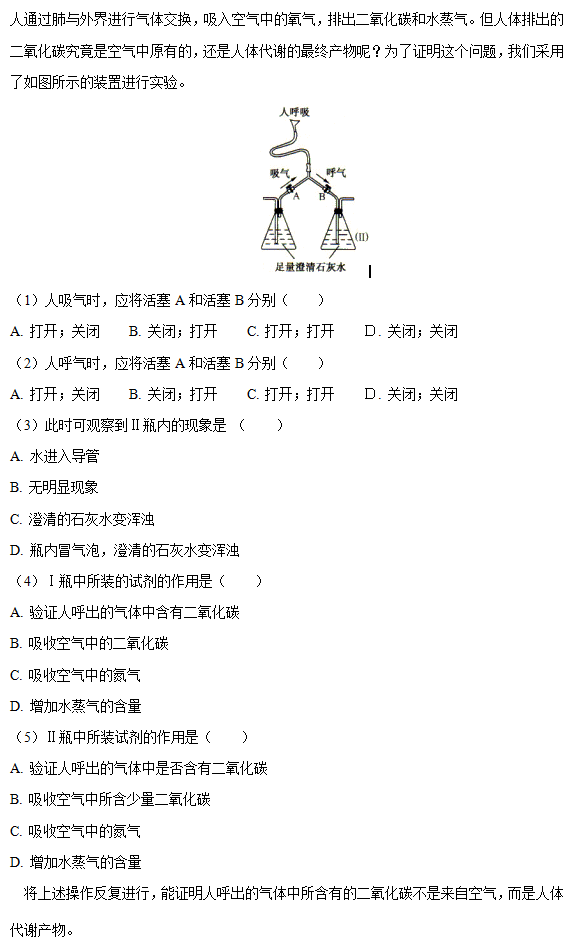 人通过肺与外界进行气体交换，吸入空气中的氧气，排出二氧化碳和水蒸气。但人体排出的
二氧化碳究竟是空气中原有的，还是人体代谢的最终产物呢？为了证明这个问题，我们采用
了如图所示的装置进行实验。
人呼吸
吸气 呼气
A B
(II)
足量澄清石灰水
（1）人吸气时，应将活塞 A 和活塞 B 分别（　　）
A. 打开；关闭　　B. 关闭；打开　　C. 打开；打开　　D. 关闭；关闭
（2）人呼气时，应将活塞 A 和活塞 B 分别（　　）
A. 打开；关闭　　B. 关闭；打开　　C. 打开；打开　　D. 关闭；关闭
（3）此时可观察到Ⅱ瓶内的现象是 （　　）
A. 水进入导管
B. 无明显现象
C. 澄清的石灰水变浑浊
D. 瓶内冒气泡，澄清的石灰水变浑浊
（4）Ⅰ瓶中所装的试剂的作用是（　　）
A. 验证人呼出的气体中含有二氧化碳
B. 吸收空气中的二氧化碳
C. 吸收空气中的氮气
D. 增加水蒸气的含量
（5）Ⅱ瓶中所装试剂的作用是（　　）
A. 验证人呼出的气体中是否含有二氧化碳
B. 吸收空气中所含少量二氧化碳
C. 吸收空气中的氮气
D. 增加水蒸气的含量
将上述操作反复进行，能证明人呼出的气体中所含有的二氧化碳不是来自空气，而是人体
代谢产物。